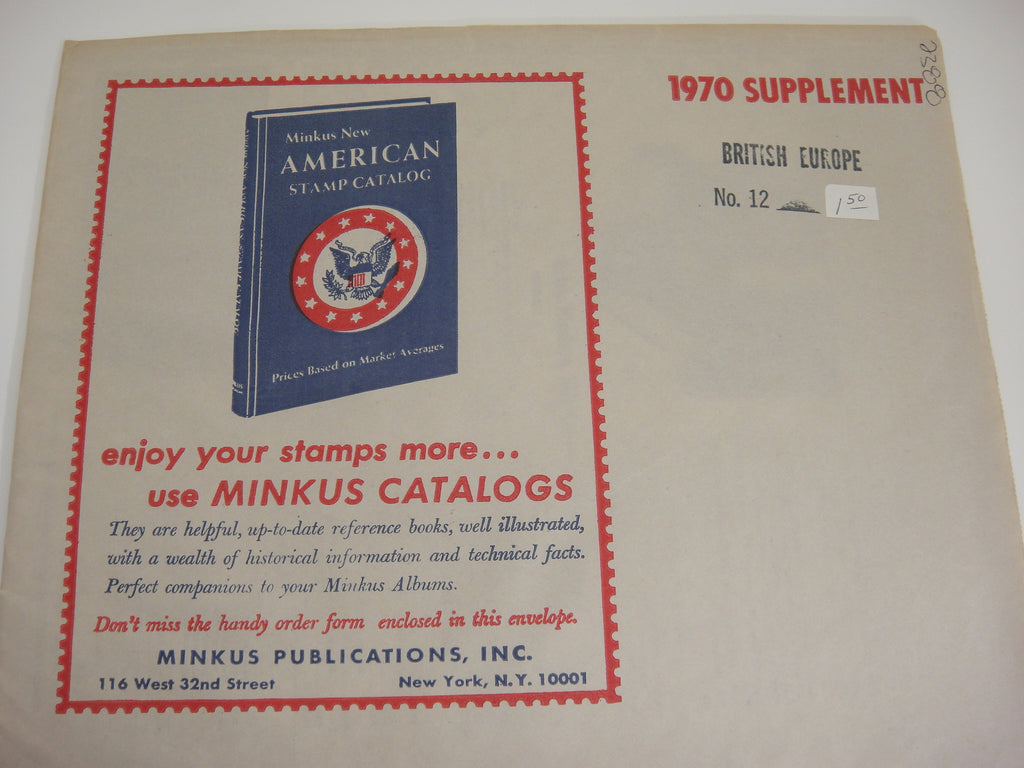 1970 SUPPLEMENT
BRITISH EUROPE
No. 12
1 50
Minkus New
AMERICAN
STAMP CATALOG
Prices Based on Market Averages
enjoy your stamps more...
use MINKUS CATALOGS
They are helpful, up-to-date reference books, well illustrated,
with a wealth of historical information and technical facts.
Perfect companions to your Minkus Albums.
Don't miss the handy order form enclosed in this envelope.
MINKUS PUBLICATIONS, INC.
116 West 32nd Street New York, N.Y. 10001